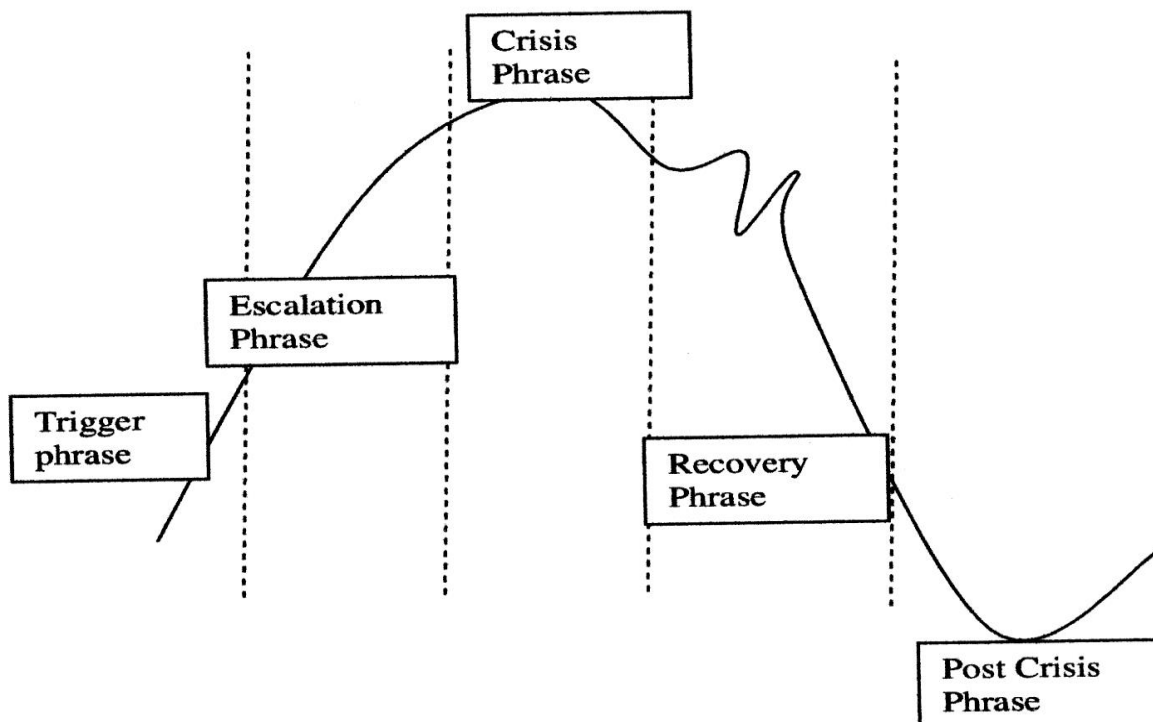 Crisis
Phrase
Escalation
Phrase
Trigger
phrase
Recovery
Phrase
Post Crisis
Phrase